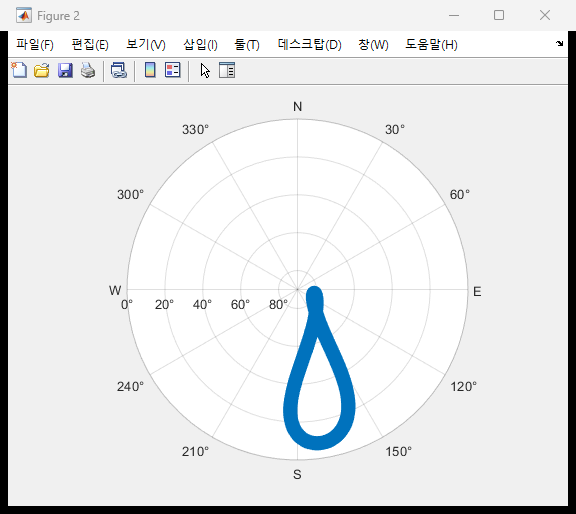 Figure 2
파일(F) 편집(E) 보기(V) 삽입(I) 툴(T) 데스크탑(D) 창(W) 도움말(H)
N
330° 30°
300° 60°
W E
0° 20° 40° 60° 80°
240° 120°
210° 150°
S